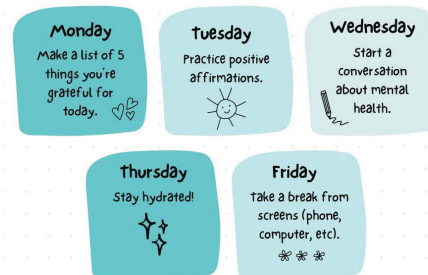 Monday
Make a list of 5
things you're
grateful for
today.
Tuesday
Practice positive
affirmations.
Wednesday
Start a
conversation
about mental
health.
Thursday
Stay hydrated!
Friday
Take a break from
screens (phone,
computer, etc).